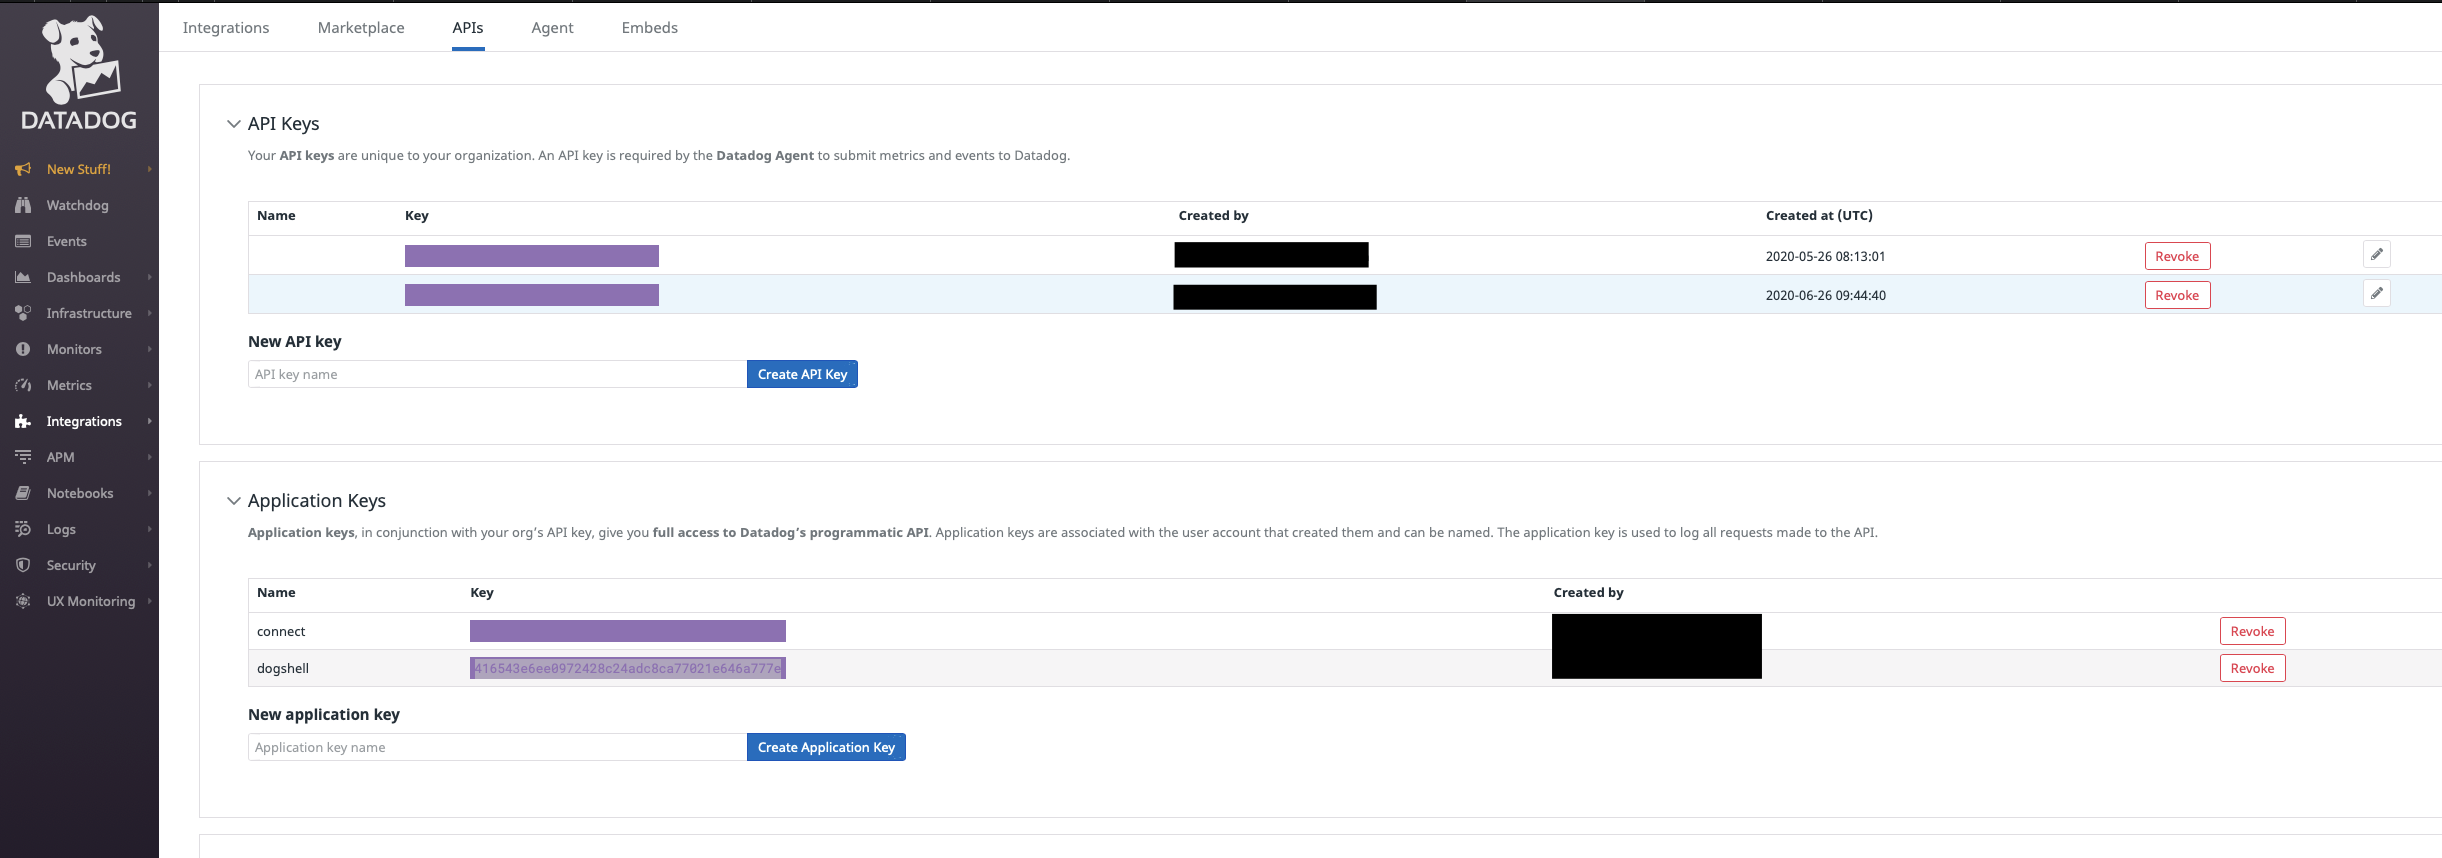 Integrations Marketplace APIs Agent Embeds
DATADOG
New Stuff!
Watchdog
Events
Dashboards
Infrastructure
Monitors
Metrics
Integrations
APM
Notebooks
Logs
Security
UX Monitoring
API Keys
Your API keys are unique to your organization. An API key is required by the Datadog Agent to submit metrics and events to Datadog.
Name Key Created by Created at (UTC)
2020-05-26 08:13:01 Revoke
2020-06-26 09:44:40 Revoke
New API key
API key name Create API Key
Application Keys
Application keys, in conjunction with your org's API key, give you full access to Datadog's programmatic API. Application keys are associated with the user account that created them and can be named. The application key is used to log all requests made to the API.
Name Key Created by
connect Revoke
dogshell 416543e6ee0972428c24adc8ca77021e646a777e Revoke
New application key
Application key name Create Application Key